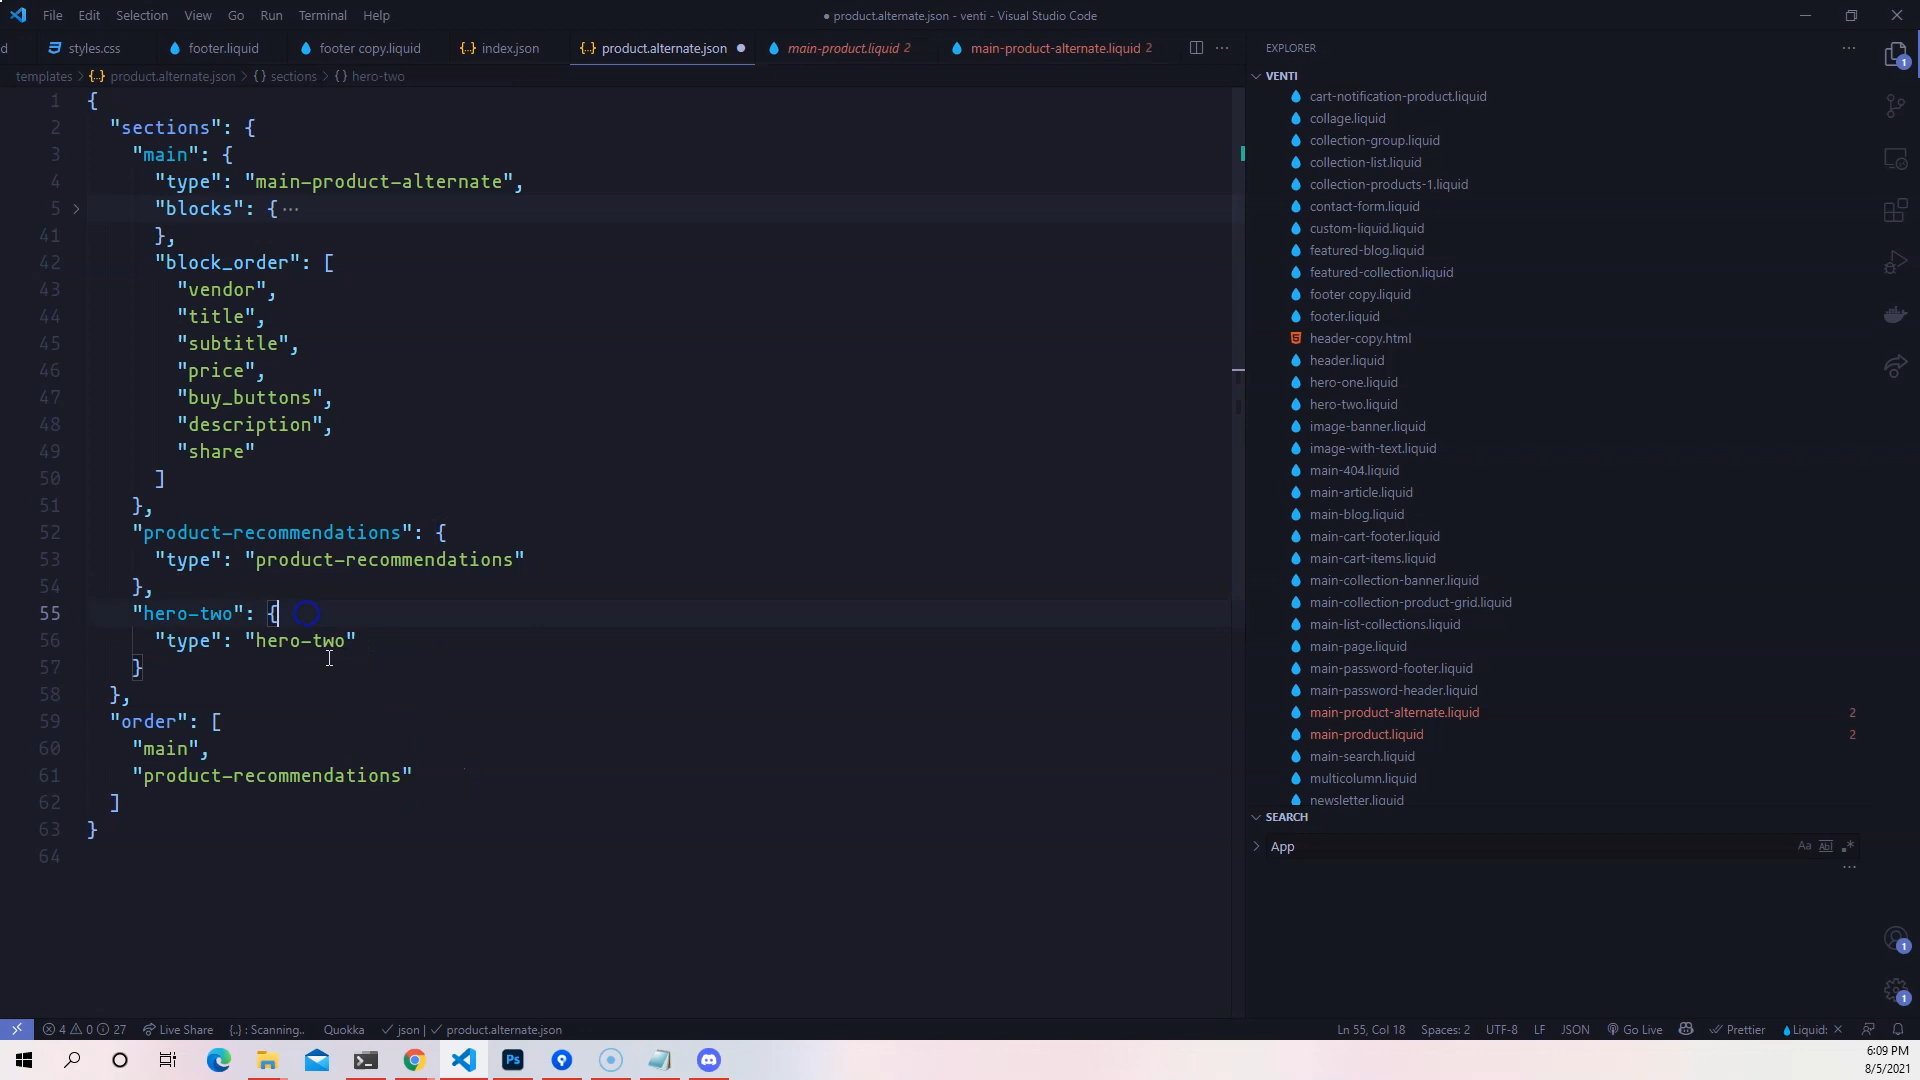 File Edit Selection View Go Run Terminal Help
● product.alternate.json - venti - Visual Studio Code
d styles.css footer.liquid footer copy.liquid index.json product.alternate.json main-product.liquid 2 main-product-alternate.liquid 2
templates > product.alternate.json > {} sections > {} hero-two
1 {
2 "sections": {
3 "main": {
4 "type": "main-product-alternate",
5 "blocks": {···
41 },
42 "block_order": [
43 "vendor",
44 "title",
45 "subtitle",
46 "price",
47 "buy_buttons",
48 "description",
49 "share"
50 ]
51 },
52 "product-recommendations": {
53 "type": "product-recommendations"
54 },
55 "hero-two": {
56 "type": "hero-two"
57 }
58 },
59 "order": [
60 "main",
61 "product-recommendations"
62 ]
63 }
64
EXPLORER
VENTI
cart-notification-product.liquid
collage.liquid
collection-group.liquid
collection-list.liquid
collection-products-1.liquid
contact-form.liquid
custom-liquid.liquid
featured-blog.liquid
featured-collection.liquid
footer copy.liquid
footer.liquid
header-copy.html
header.liquid
hero-one.liquid
hero-two.liquid
image-banner.liquid
image-with-text.liquid
main-404.liquid
main-article.liquid
main-blog.liquid
main-cart-footer.liquid
main-cart-items.liquid
main-collection-banner.liquid
main-collection-product-grid.liquid
main-list-collections.liquid
main-page.liquid
main-password-footer.liquid
main-password-header.liquid
main-product-alternate.liquid 2
main-product.liquid 2
main-search.liquid
multicolumn.liquid
newsletter.liquid
SEARCH
App
Aa Abl .*
1
1
1
4 0 27 Live Share {..} : Scanning.. Quokka ✓ json | ✓ product.alternate.json
Ln 55, Col 18 Spaces: 2 UTF-8 LF JSON Go Live Prettier Liquid: ×
Ps
6:09 PM
8/5/2021